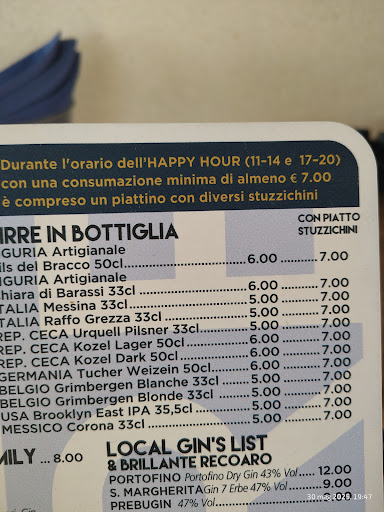 Durante l'orario dell'HAPPY HOUR (11-14 e 17-20)
con una consumazione minima di almeno € 7.00
è compreso un piattino con diversi stuzzichini
CON PIATTO
STUZZICHINI
IRRE IN BOTTIGLIA
IGURIA Artigianale
ils del Bracco 50cl. 6.00 7.00
IGURIA Artigianale
hiara di Barassi 33cl 6.00 7.00
TALIA Messina 33cl 5.00 7.00
TALIA Raffo Grezza 33cl 5.00 7.00
REP. CECA Urquell Pilsner 33cl 5.00 7.00
REP. CECA Kozel Lager 50cl 5.00 7.00
REP. CECA Kozel Dark 50cl 5.00 7.00
GERMANIA Tucher Weizein 50cl 6.00 7.00
BELGIO Grimbergen Blanche 33cl 5.00 7.00
BELGIO Grimbergen Blonde 33cl 5.00 7.00
USA Brooklyn East IPA 35,5cl 5.00 7.00
MESSICO Corona 33cl 5.00 7.00
MILY ... 8.00
LOCAL GIN'S LIST
& BRILLANTE RECOARO
PORTOFINO Portofino Dry Gin 43% Vol 12.00
S. MARGHERITA Gin 7 Erbe 47% Vol 9.00
PREBUGIN 47% Vol